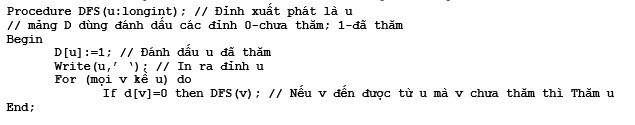 Procedure DFS(u:longint); // Đỉnh xuất phát là u
// mảng D dùng đánh dấu các đỉnh 0-chưa thăm; 1-đã thăm
Begin
D[u]:=1; // Đánh dấu u đã thăm
Write(u,’ ‘); // In ra đỉnh u
For (mọi v kề u) do
If d[v]=0 then DFS(v); // Nếu v đến được từ u mà v chưa thăm thì Thăm u
End;